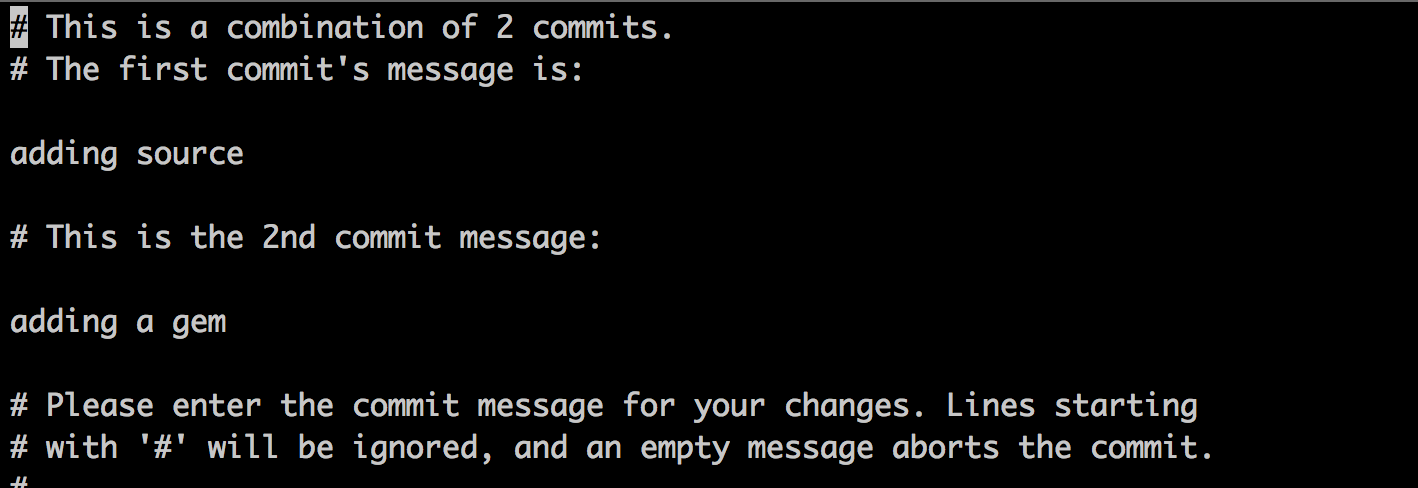 # This is a combination of 2 commits.
# The first commit's message is:
adding source
# This is the 2nd commit message:
adding a gem
# Please enter the commit message for your changes. Lines starting
# with '#' will be ignored, and an empty message aborts the commit.
#